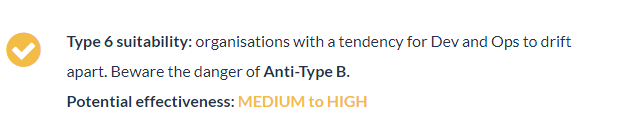 Type 6 suitability: organisations with a tendency for Dev and Ops to drift
apart. Beware the danger of Anti-Type B.
Potential effectiveness: MEDIUM to HIGH